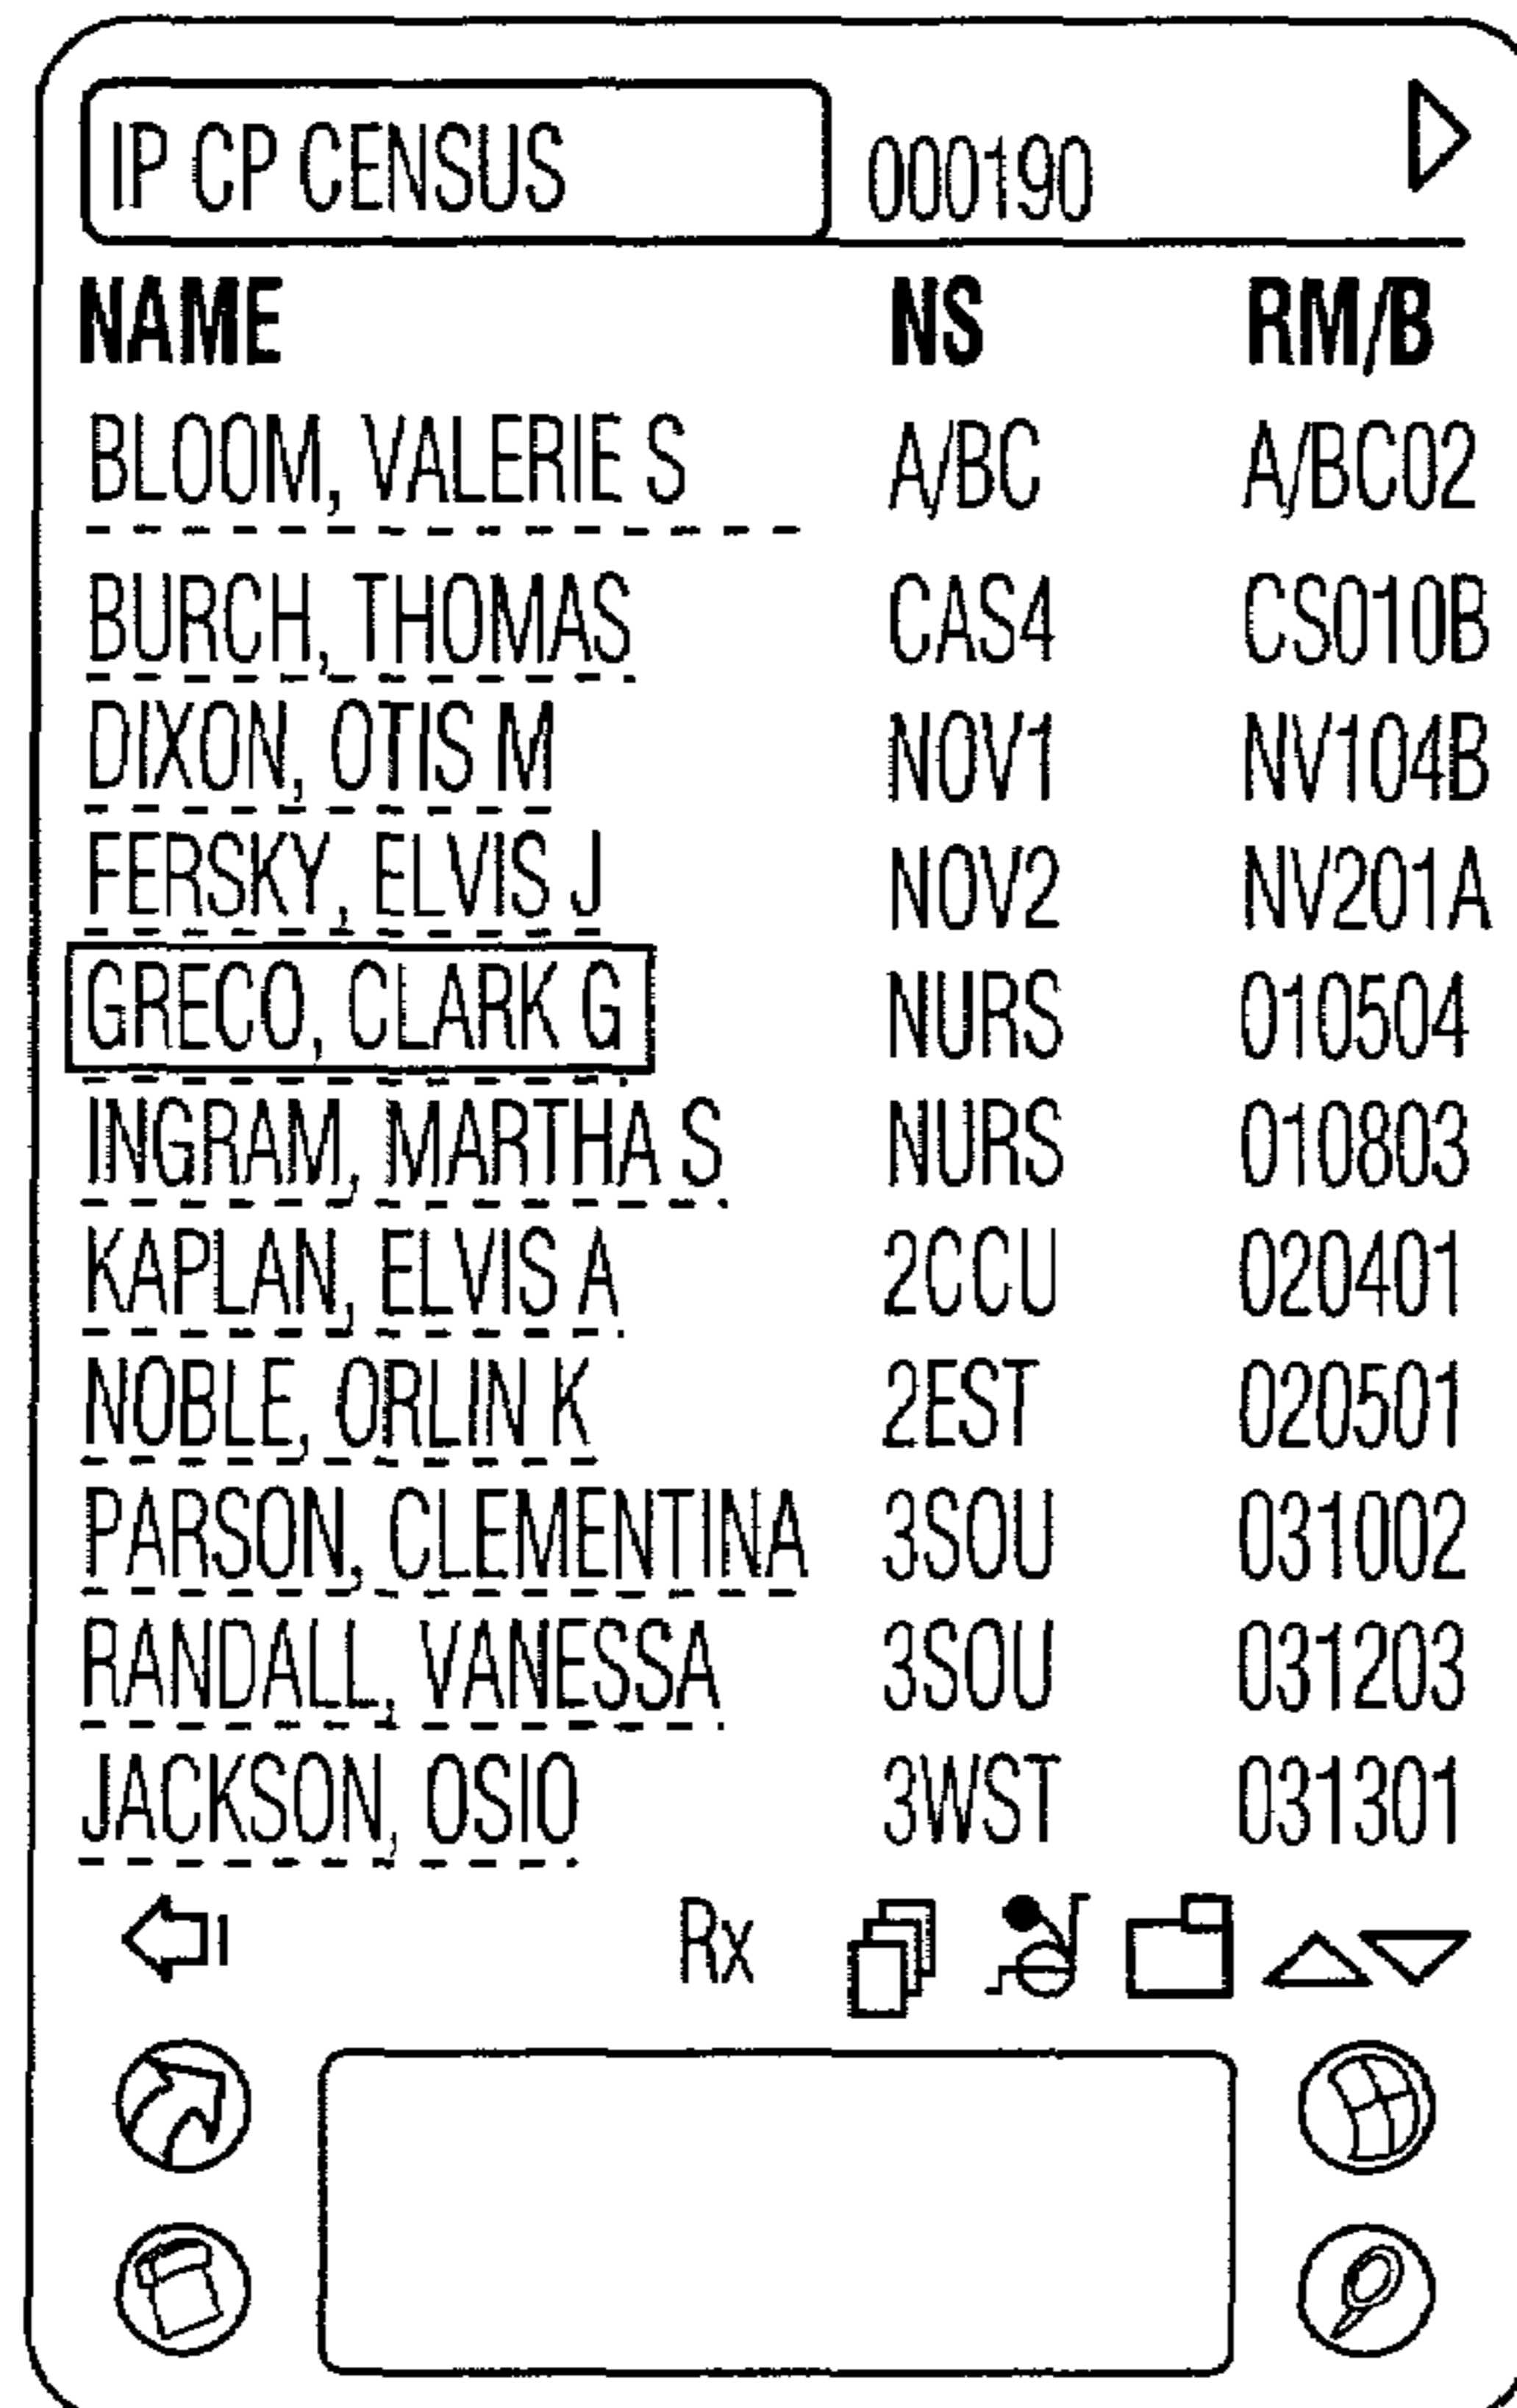 IP CP CENSUS 000190
NAME NS RM/B
BLOOM, VALERIE S A/BC A/BC02
BURCH, THOMAS CAS4 CS010B
DIXON, OTIS M NOV1 NV104B
FERSKY, ELVIS J NOV2 NV201A
GRECO, CLARK G NURS 010504
INGRAM, MARTHA S NURS 010803
KAPLAN, ELVIS A 2CCU 020401
NOBLE, ORLIN K 2EST 020501
PARSON, CLEMENTINA 3SOU 031002
RANDALL, VANESSA 3SOU 031203
JACKSON, OSIO 3WST 031301
Rx